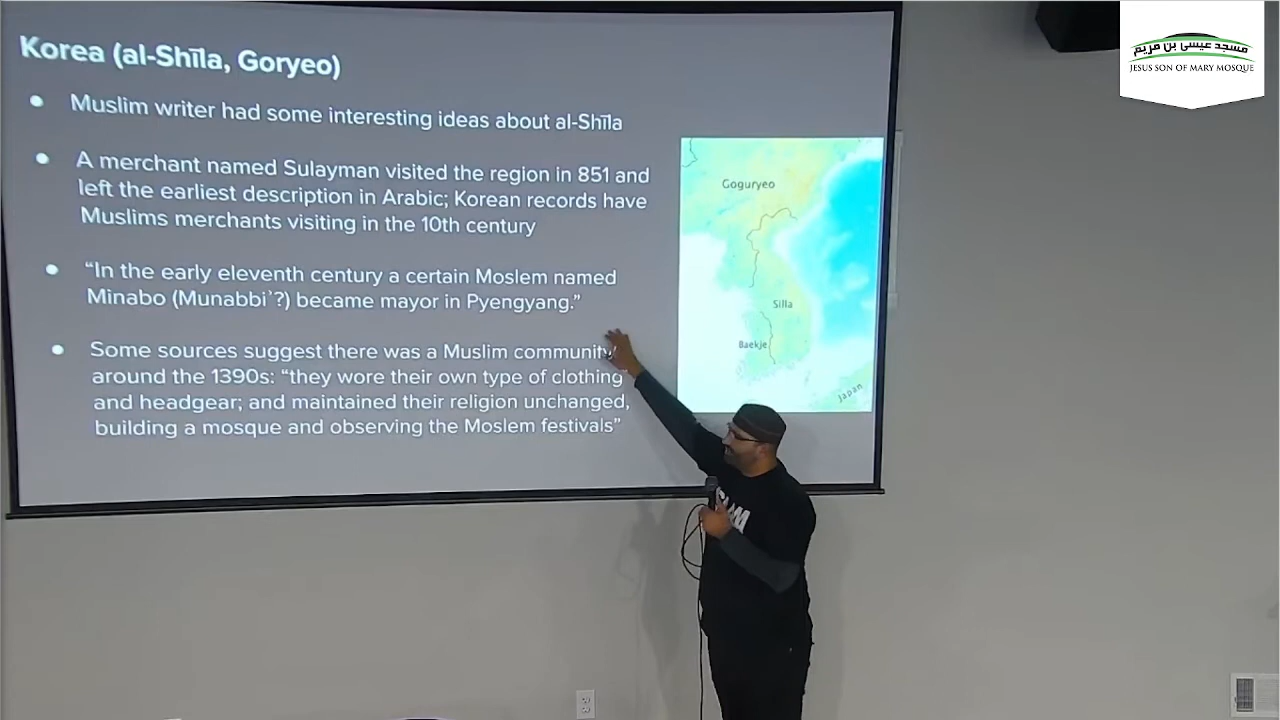 Korea (al-Shīla, Goryeo)
Muslim writer had some interesting ideas about al-Shīla
A merchant named Sulayman visited the region in 851 and
left the earliest description in Arabic; Korean records have
Muslims merchants visiting in the 10th century
“In the early eleventh century a certain Moslem named
Minabo (Munabbiʾ?) became mayor in Pyengyang.”
Some sources suggest there was a Muslim community
around the 1390s: “they wore their own type of clothing
and headgear; and maintained their religion unchanged,
building a mosque and observing the Moslem festivals”
Goguryeo
Silla
Baekje
Japan
مسجد عيسى بن مريم
JESUS SON OF MARY MOSQUE